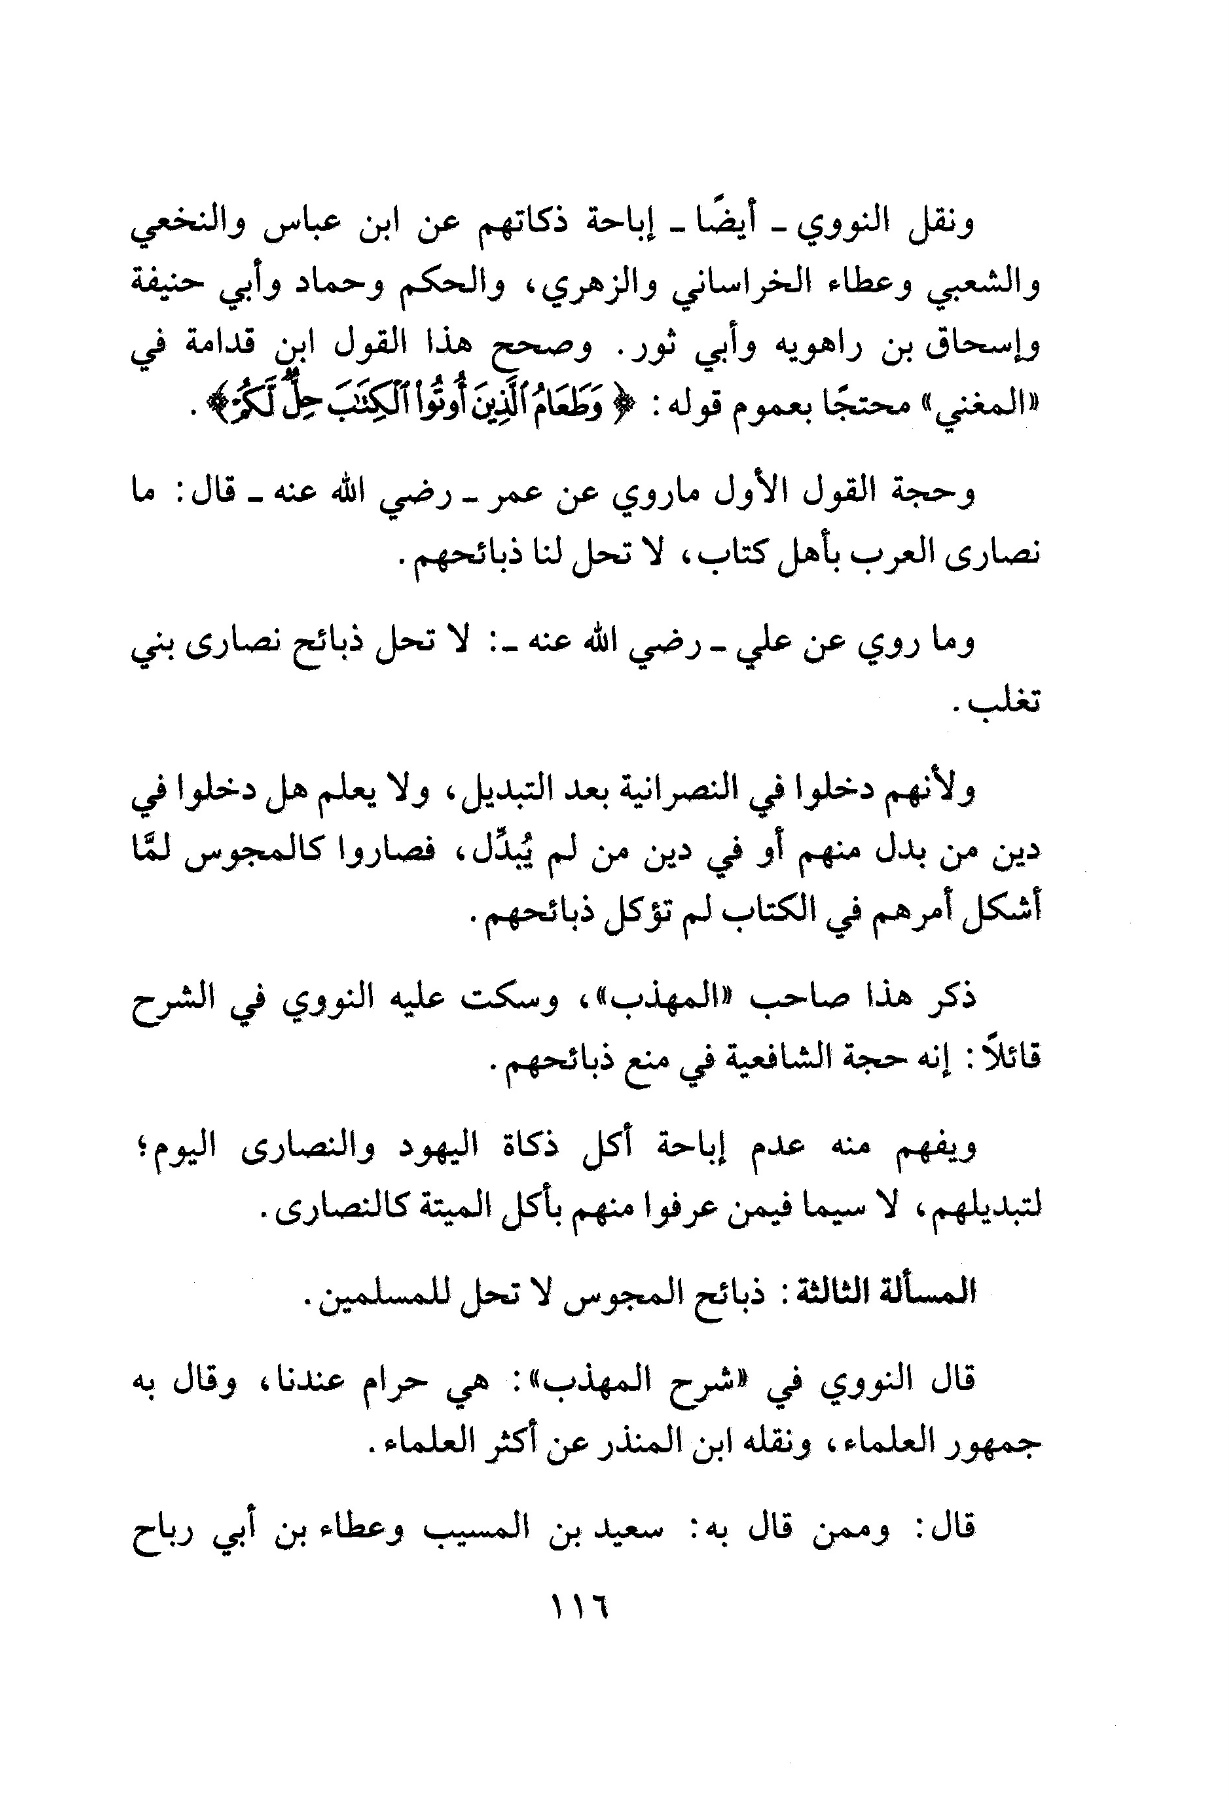 ونقل النووي ـ أيضًا ـ إباحة ذكاتهم عن ابن عباس والنخعي
والشعبي وعطاء الخراساني والزهري، والحكم وحماد وأبي حنيفة
وإسحاق بن راهويه وأبي ثور. وصحح هذا القول ابن قدامة في
«المغني» محتجًا بعموم قوله: ﴿وَطَعَامُ ٱلَّذِينَ أُوتُوا۟ ٱلْكِتَٰبَ حِلٌّ لَّكُمْ﴾.
وحجة القول الأول ماروي عن عمر ـ رضي الله عنه ـ قال: ما
نصارى العرب بأهل كتاب، لا تحل لنا ذبائحهم.
وما روي عن علي ـ رضي الله عنه ـ: لا تحل ذبائح نصارى بني
تغلب.
ولأنهم دخلوا في النصرانية بعد التبديل، ولا يعلم هل دخلوا في
دين من بدل منهم أو في دين من لم يُبدِّل، فصاروا كالمجوس لمَّا
أشكل أمرهم في الكتاب لم تؤكل ذبائحهم.
ذكر هذا صاحب «المهذب»، وسكت عليه النووي في الشرح
قائلاً: إنه حجة الشافعية في منع ذبائحهم.
ويفهم منه عدم إباحة أكل ذكاة اليهود والنصارى اليوم؛
لتبديلهم، لا سيما فيمن عرفوا منهم بأكل الميتة كالنصارى.
المسألة الثالثة: ذبائح المجوس لا تحل للمسلمين.
قال النووي في «شرح المهذب»: هي حرام عندنا، وقال به
جمهور العلماء، ونقله ابن المنذر عن أكثر العلماء.
قال: وممن قال به: سعيد بن المسيب وعطاء بن أبي رباح
١١٦